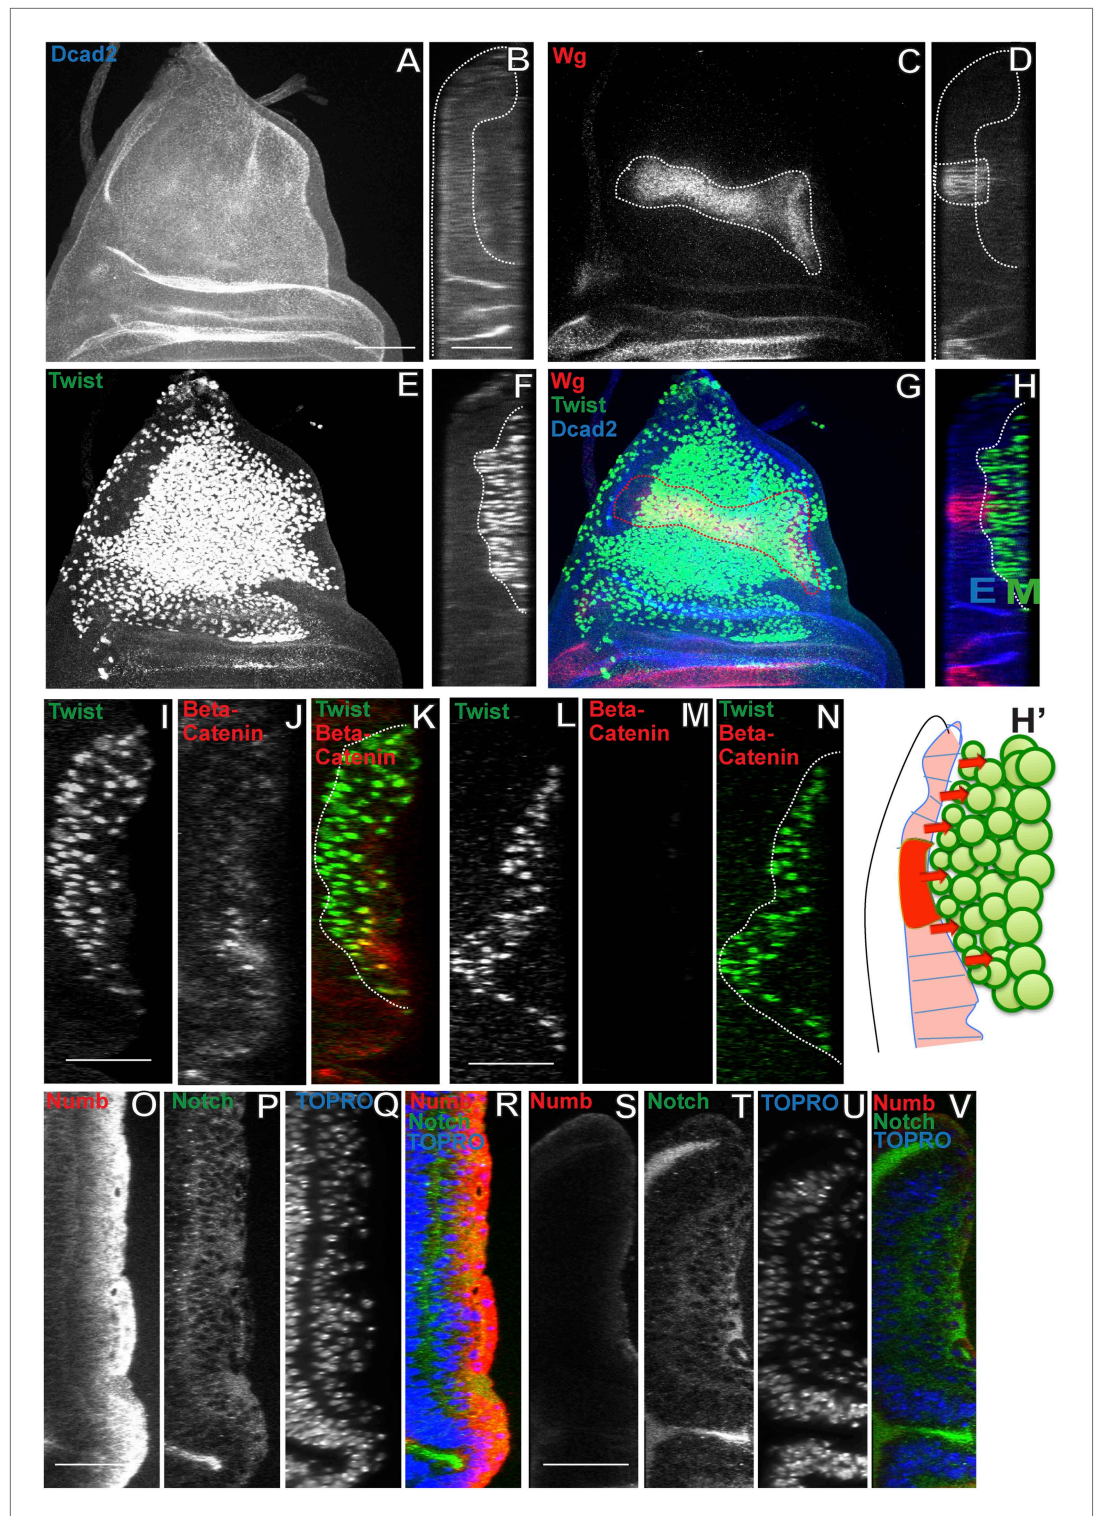 Dcad2 A B Wg C D
Twist E F Wg G H
Twist
Dcad2
E M
Twist I Beta- J Twist K Twist L Beta- M Twist N H’
Catenin Beta- Catenin Beta-
Catenin Catenin
Numb O Notch P TOPRO Q Numb R Numb S Notch T TOPRO U Numb V
Notch Notch
TOPRO TOPRO